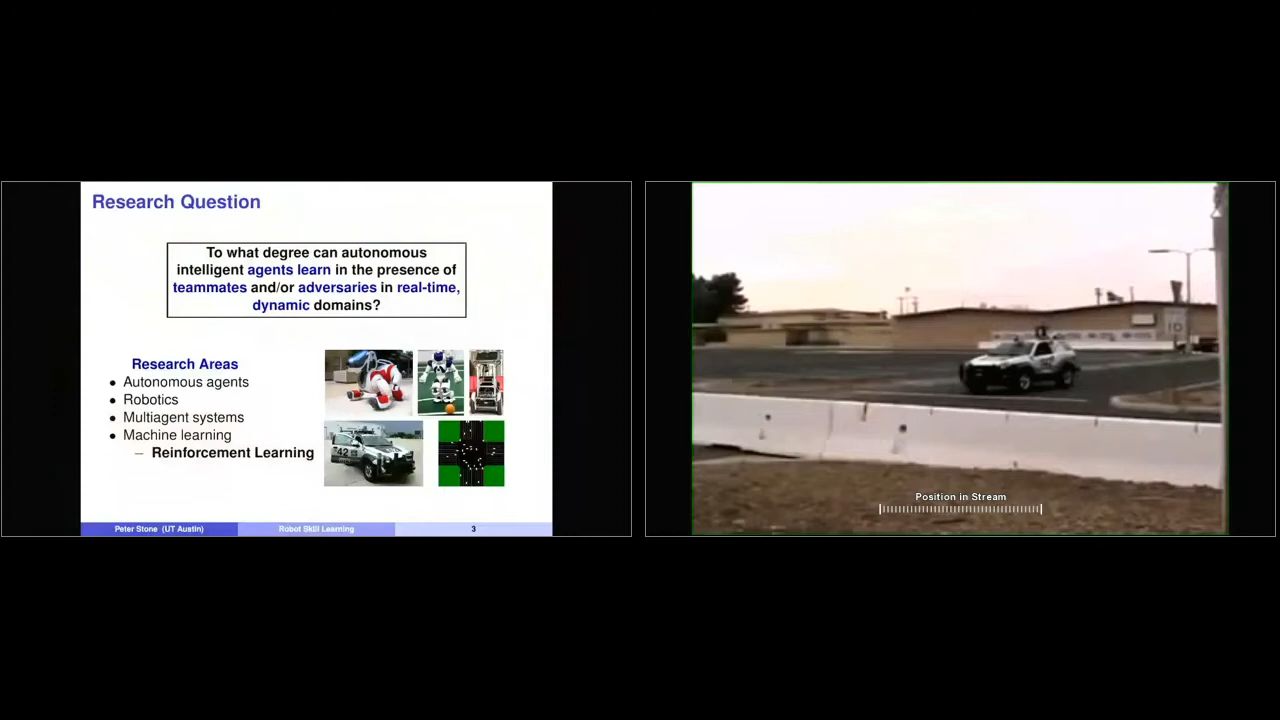 Research Question
To what degree can autonomous
intelligent agents learn in the presence of
teammates and/or adversaries in real-time,
dynamic domains?
Research Areas
● Autonomous agents
● Robotics
● Multiagent systems
● Machine learning
– Reinforcement Learning
42
Peter Stone (UT Austin)
Robot Skill Learning
3
10
Position in Stream